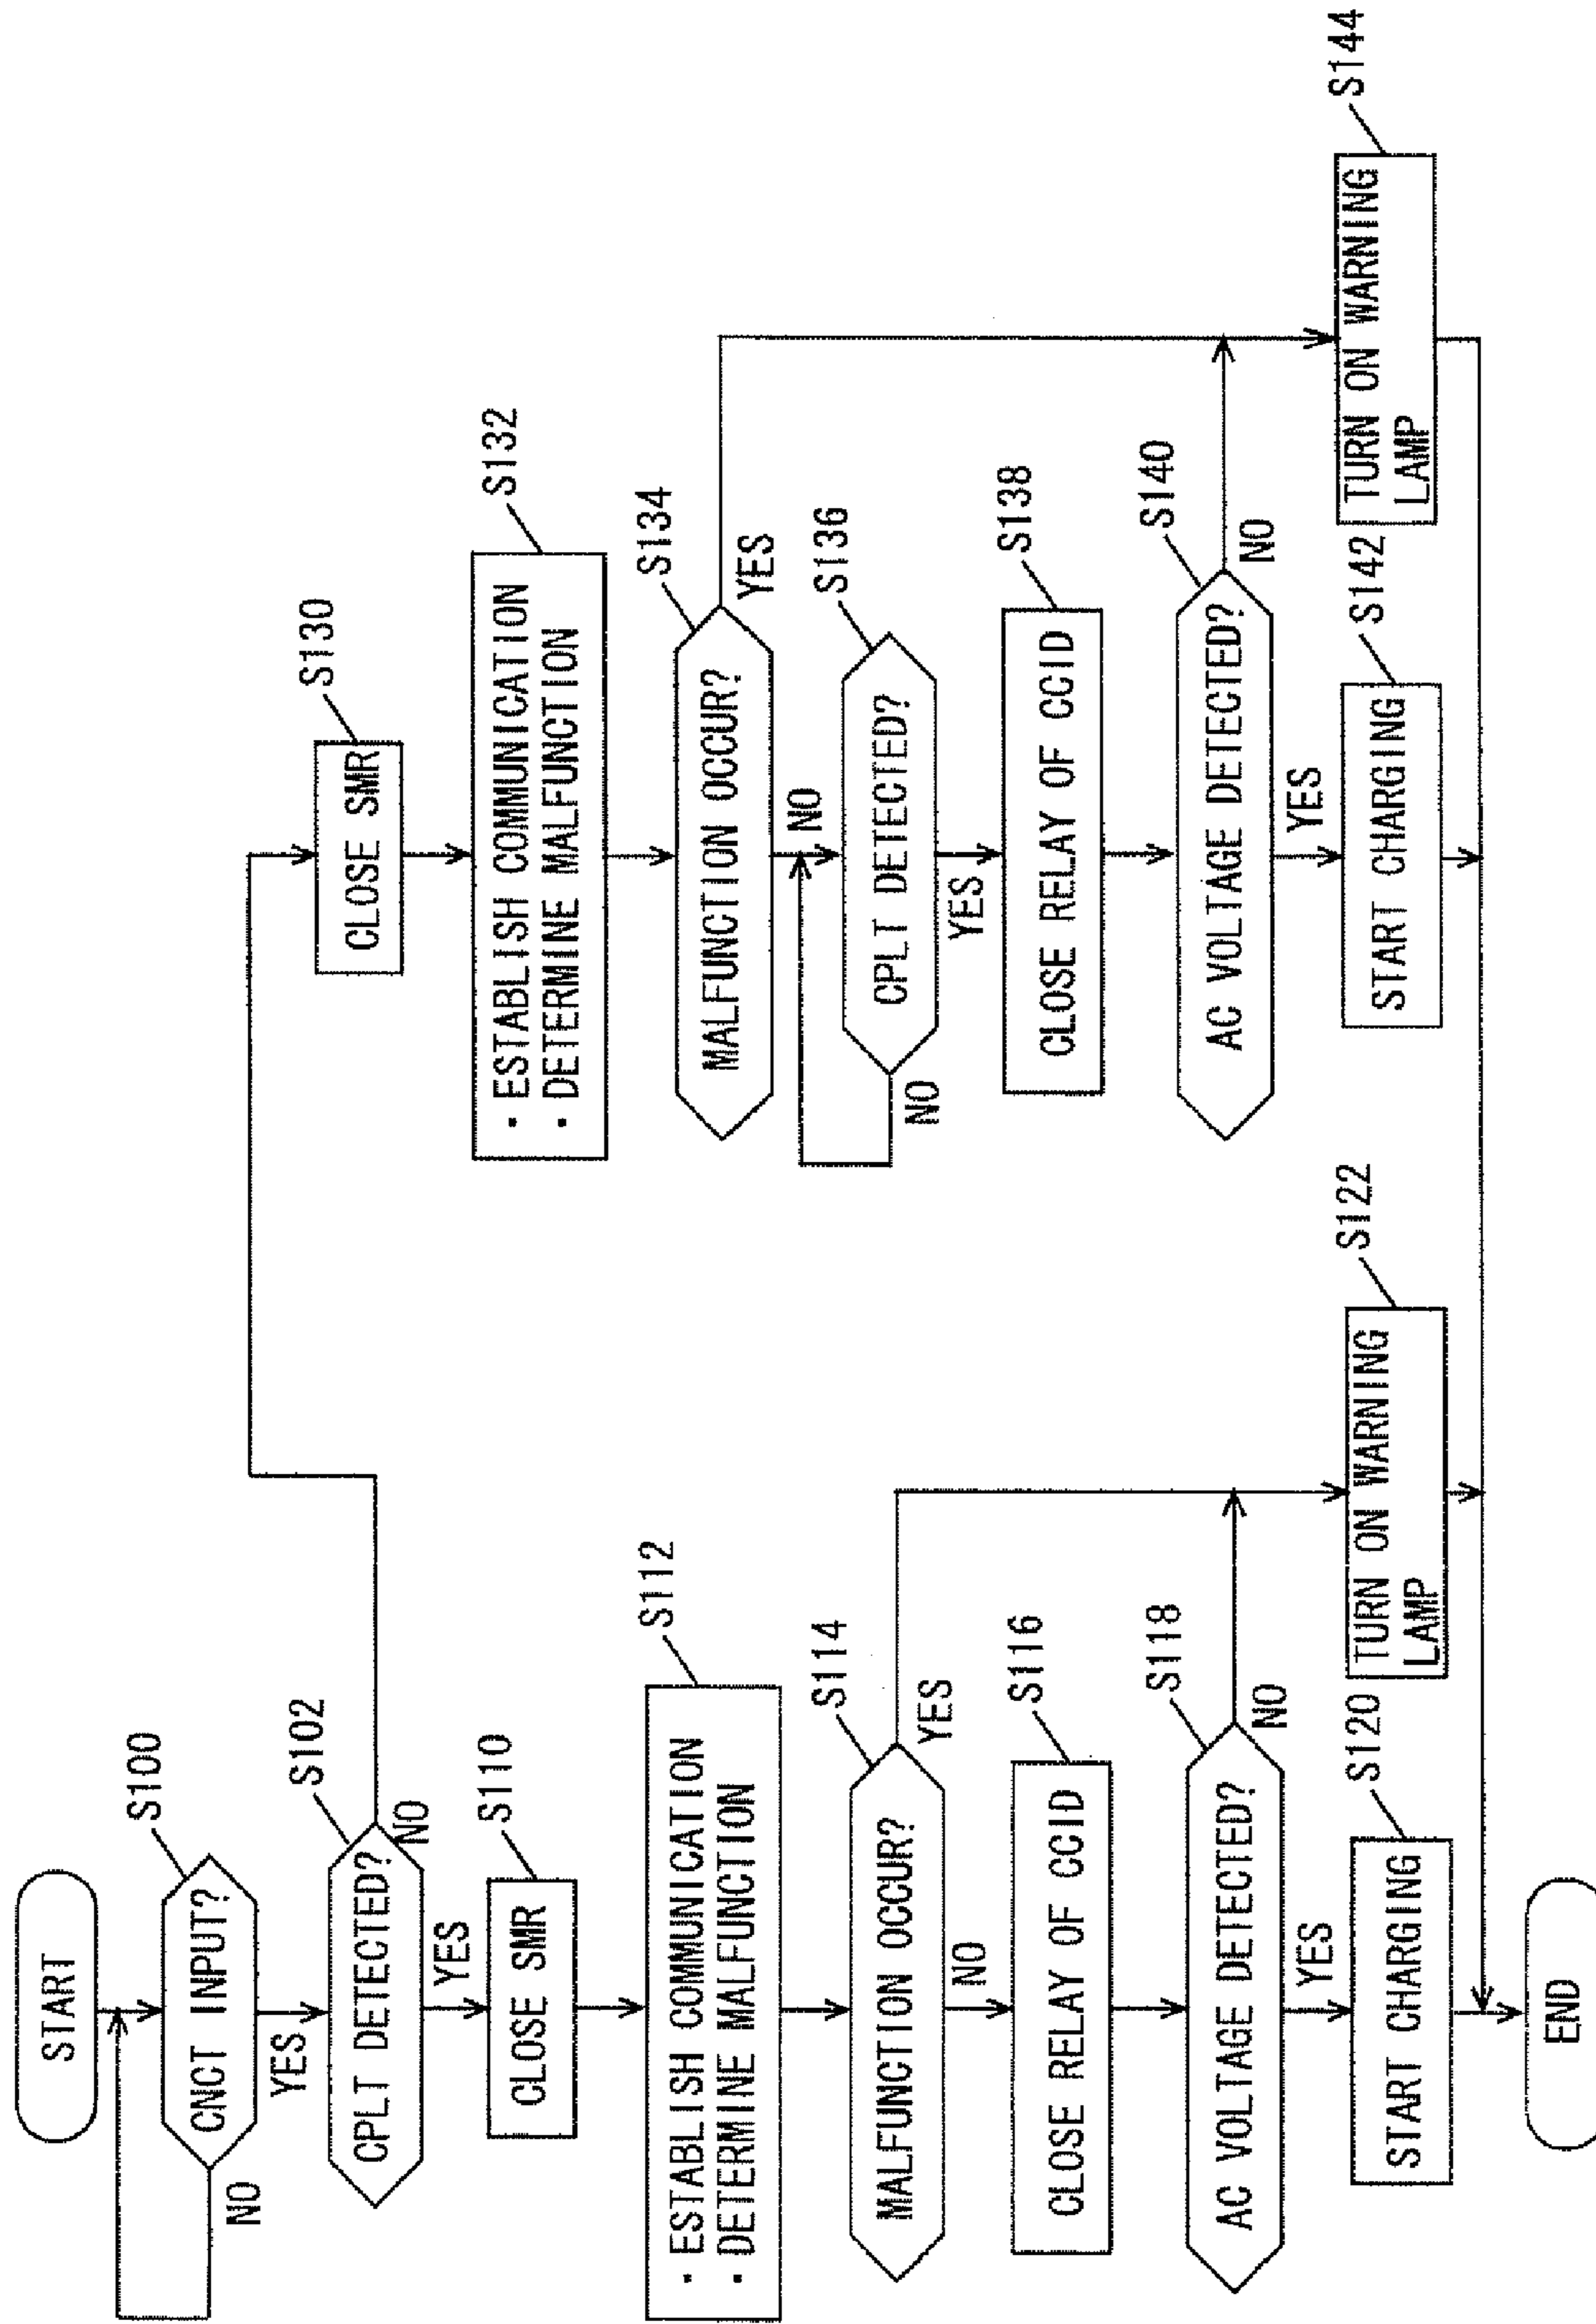 START
S100
CNCT INPUT?
NO
YES
S102
CPLT DETECTED?
NO
YES
S110
CLOSE SMR
S112
· ESTABLISH COMMUNICATION
· DETERMINE MALFUNCTION
S114
MALFUNCTION OCCUR?
YES
NO
S116
CLOSE RELAY OF CCID
S118
AC VOLTAGE DETECTED?
NO
YES
S120
START CHARGING
S122
TURN ON WARNING
LAMP
END
S130
CLOSE SMR
S132
· ESTABLISH COMMUNICATION
· DETERMINE MALFUNCTION
S134
MALFUNCTION OCCUR?
YES
NO
S136
CPLT DETECTED?
NO
YES
S138
CLOSE RELAY OF CCID
S140
AC VOLTAGE DETECTED?
NO
YES
S142
START CHARGING
S144
TURN ON WARNING
LAMP